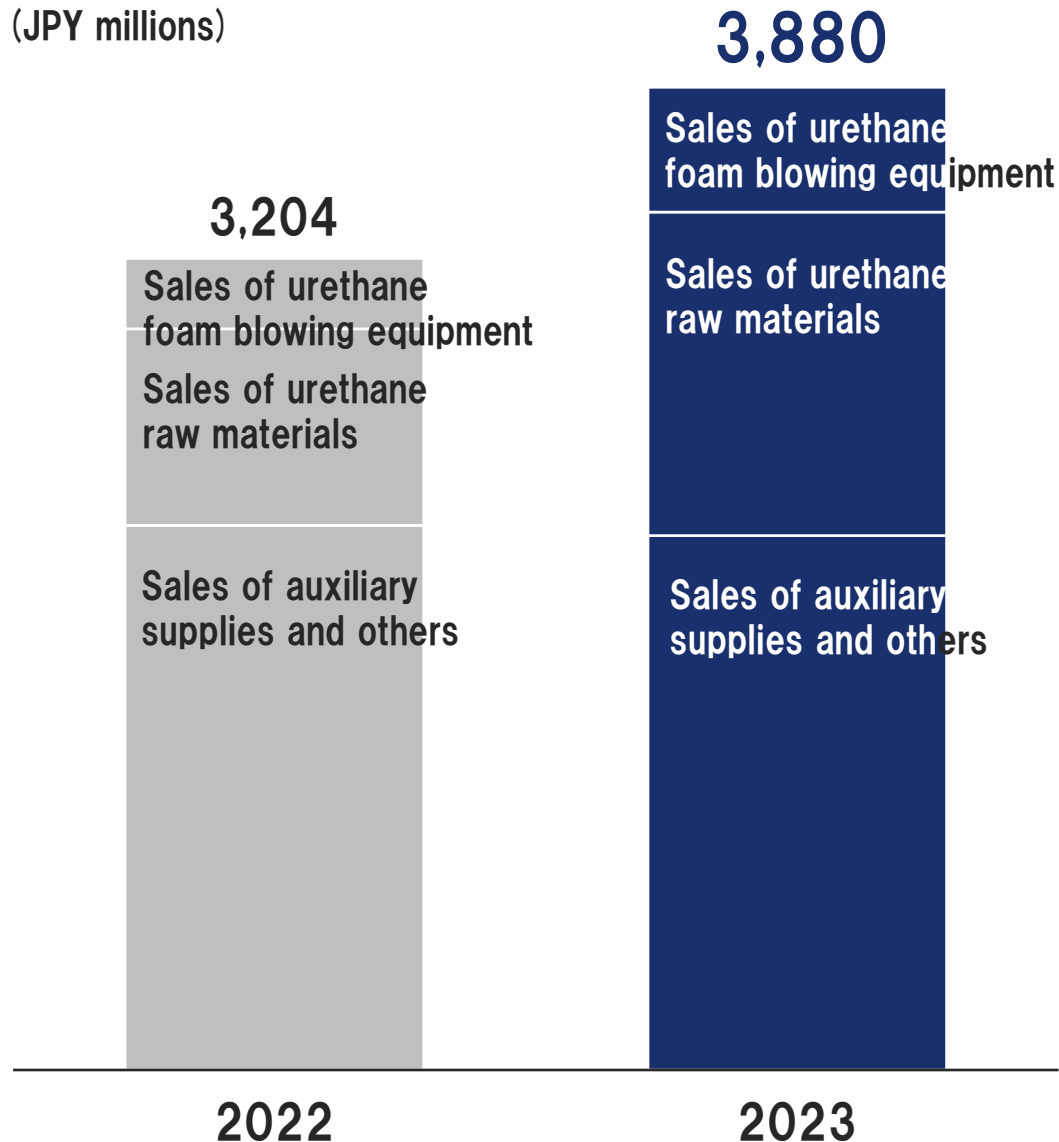 (JPY millions)
3,880
3,204
Sales of urethane
foam blowing equipment
Sales of urethane
raw materials
Sales of auxiliary
supplies and others
Sales of urethane
foam blowing equipment
Sales of urethane
raw materials
Sales of auxiliary
supplies and others
2022
2023